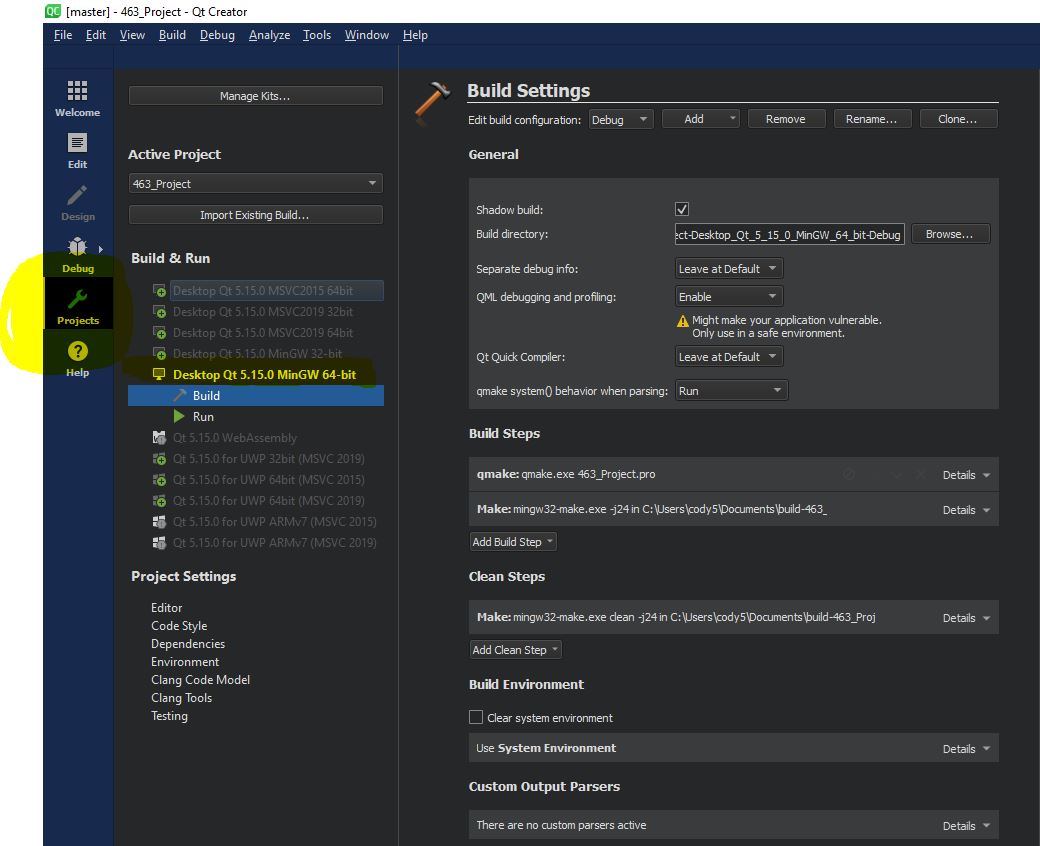 QC [master] - 463_Project - Qt Creator
File Edit View Build Debug Analyze Tools Window Help
Welcome
Edit
Design
Debug
Projects
Help
Manage Kits...
Active Project
463_Project
Import Existing Build...
Build & Run
Desktop Qt 5.15.0 MSVC2015 64bit
Desktop Qt 5.15.0 MSVC2019 32bit
Desktop Qt 5.15.0 MSVC2019 64bit
Desktop Qt 5.15.0 MinGW 32-bit
Desktop Qt 5.15.0 MinGW 64-bit
Build
Run
Qt 5.15.0 WebAssembly
Qt 5.15.0 for UWP 32bit (MSVC 2019)
Qt 5.15.0 for UWP 64bit (MSVC 2015)
Qt 5.15.0 for UWP 64bit (MSVC 2019)
Qt 5.15.0 for UWP ARMv7 (MSVC 2015)
Qt 5.15.0 for UWP ARMv7 (MSVC 2019)
Project Settings
Editor
Code Style
Dependencies
Environment
Clang Code Model
Clang Tools
Testing
Build Settings
Edit build configuration: Debug Add Remove Rename... Clone...
General
Shadow build:
Build directory: ect-Desktop_Qt_5_15_0_MinGW_64_bit-Debug Browse...
Separate debug info: Leave at Default
QML debugging and profiling: Enable
Might make your application vulnerable.
Only use in a safe environment.
Qt Quick Compiler: Leave at Default
qmake system() behavior when parsing: Run
Build Steps
qmake: qmake.exe 463_Project.pro Details
Make: mingw32-make.exe -j24 in C:\Users\cody5\Documents\build-463_ Details
Add Build Step
Clean Steps
Make: mingw32-make.exe clean -j24 in C:\Users\cody5\Documents\build-463_Proj Details
Add Clean Step
Build Environment
Clear system environment
Use System Environment Details
Custom Output Parsers
There are no custom parsers active Details